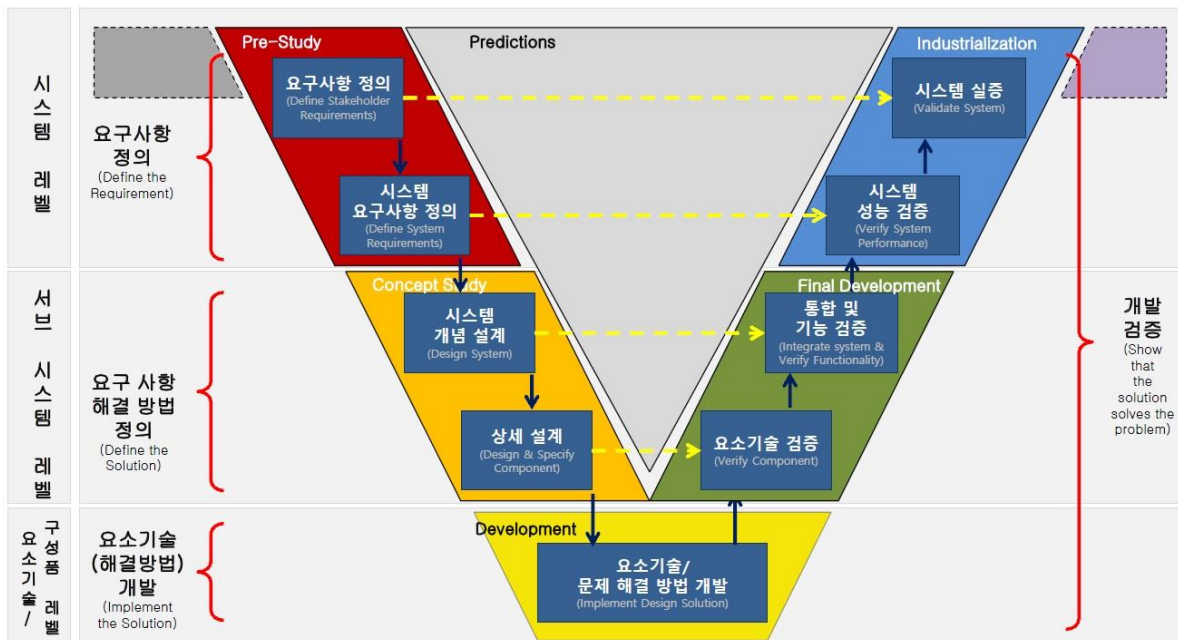 시스템 레벨
요구사항
정의
(Define the
Requirement)
Pre-Study
요구사항 정의
(Define Stakeholder
Requirements)
시스템
요구사항 정의
(Define System
Requirements)
Predictions
Industrialization
시스템 실증
(Validate System)
시스템
성능 검증
(Verify System
Performance)
서브 시스템 레벨
요구 사항
해결 방법
정의
(Define the
Solution)
Concept Study
시스템
개념 설계
(Design System)
상세 설계
(Design & Specify
Component)
Final Development
통합 및
기능 검증
(Integrate system &
Verify Functionality)
요소기술 검증
(Verify Component)
개발
검증
(Show
that
the
solution
solves the
problem)
요소기술/
구성품 레벨
요소기술
(해결방법)
개발
(Implement
the Solution)
Development
요소기술/
문제 해결 방법 개발
(Implement Design Solution)